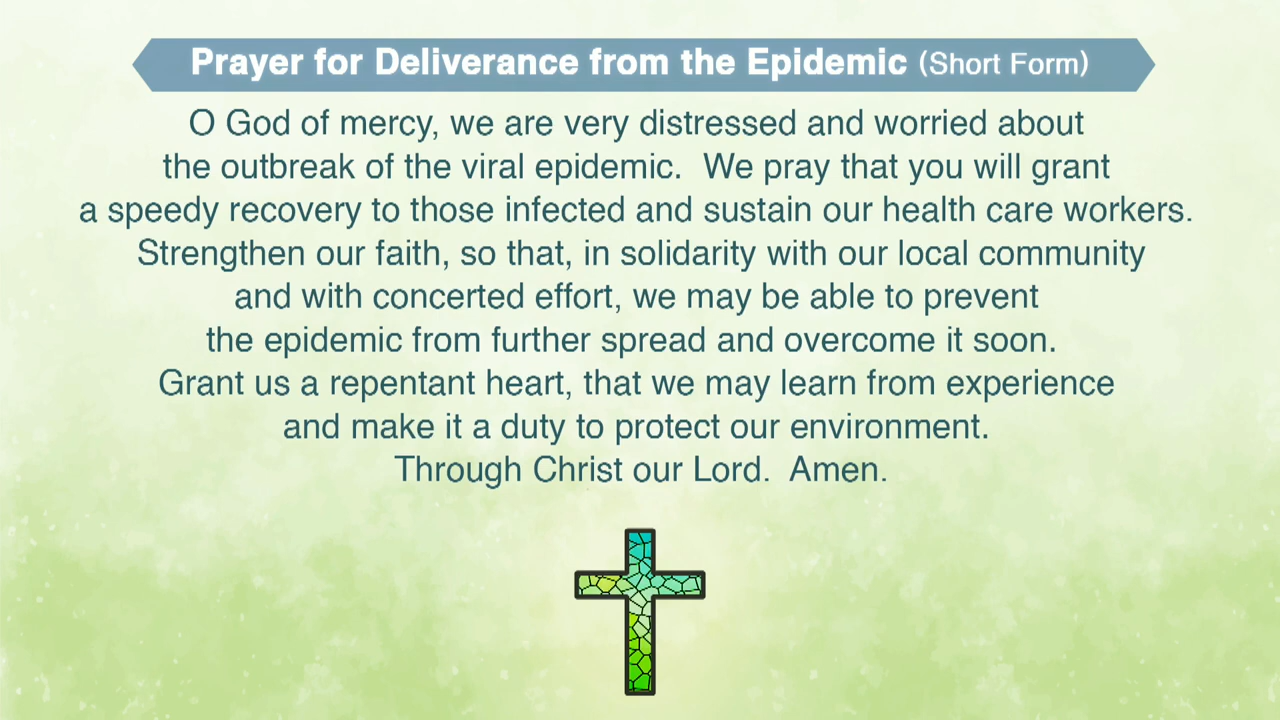 Prayer for Deliverance from the Epidemic (Short Form)
O God of mercy, we are very distressed and worried about
the outbreak of the viral epidemic.  We pray that you will grant
a speedy recovery to those infected and sustain our health care workers.
Strengthen our faith, so that, in solidarity with our local community
and with concerted effort, we may be able to prevent
the epidemic from further spread and overcome it soon.
Grant us a repentant heart, that we may learn from experience
and make it a duty to protect our environment.
Through Christ our Lord.  Amen.